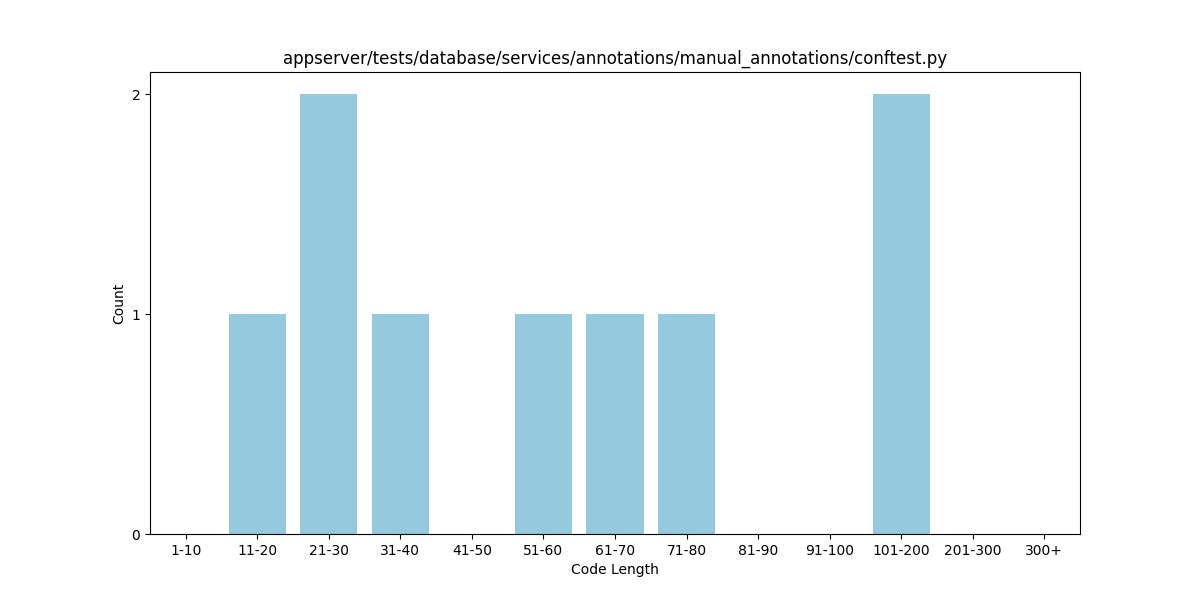 appserver/tests/database/services/annotations/manual_annotations/conftest.py
2
1
0
Count
1-10 11-20 21-30 31-40 41-50 51-60 61-70 71-80 81-90 91-100 101-200 201-300 300+
Code Length